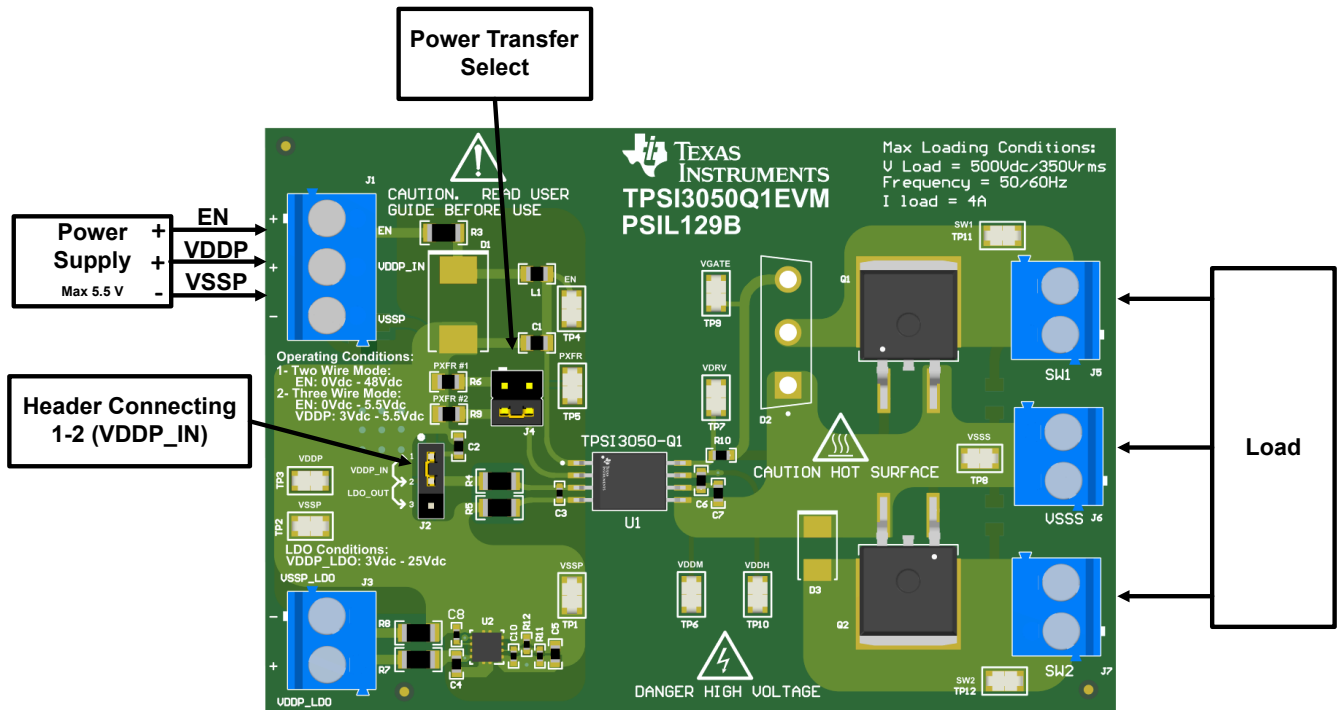 Power Transfer
Select
Power
Supply
Max 5.5 V
+
+
-
EN
VDDP
VSSP
Header Connecting
1-2 (VDDP_IN)
Load
J1
+
+
−
EN
VDDP_IN
VSSP
CAUTION. READ USER
GUIDE BEFORE USE
R3
D1
L1
C1
EN
TP4
PXFR
TP5
TEXAS
INSTRUMENTS
TPSI3050Q1EVM
PSIL129B
Max Loading Conditions:
V Load = 500Vdc/350Vrms
Frequency = 50/60Hz
I load = 4A
SW1
TP11
VGATE
TP9
Q1
SW1
J5
Operating Conditions:
1- Two Wire Mode:
EN: 0Vdc - 48Vdc
2- Three Wire Mode:
EN: 0Vdc - 5.5Vdc
VDDP: 3Vdc - 5.5Vdc
PXFR #1
R6
PXFR #2
R9
J4
C2
VDRV
TP7
D2
R10
TPSI3050-Q1
U1
CAUTION HOT SURFACE
VSSS
TP8
VSSS
J6
VDDP
TP3
VSSP
TP2
VDDP_IN
LDO_OUT
1
2
3
J2
R4
R5
C3
C6
C7
LDO Conditions:
VDDP_LDO: 3Vdc - 25Vdc
VSSP_LDO
J3
−
+
VDDP_LDO
R8
R7
C8
C4
U2
C10
R12
R11
C5
VSSP
TP1
VDDM
TP6
VDDH
TP10
D3
Q2
DANGER HIGH VOLTAGE
SW2
J7
SW2
TP12